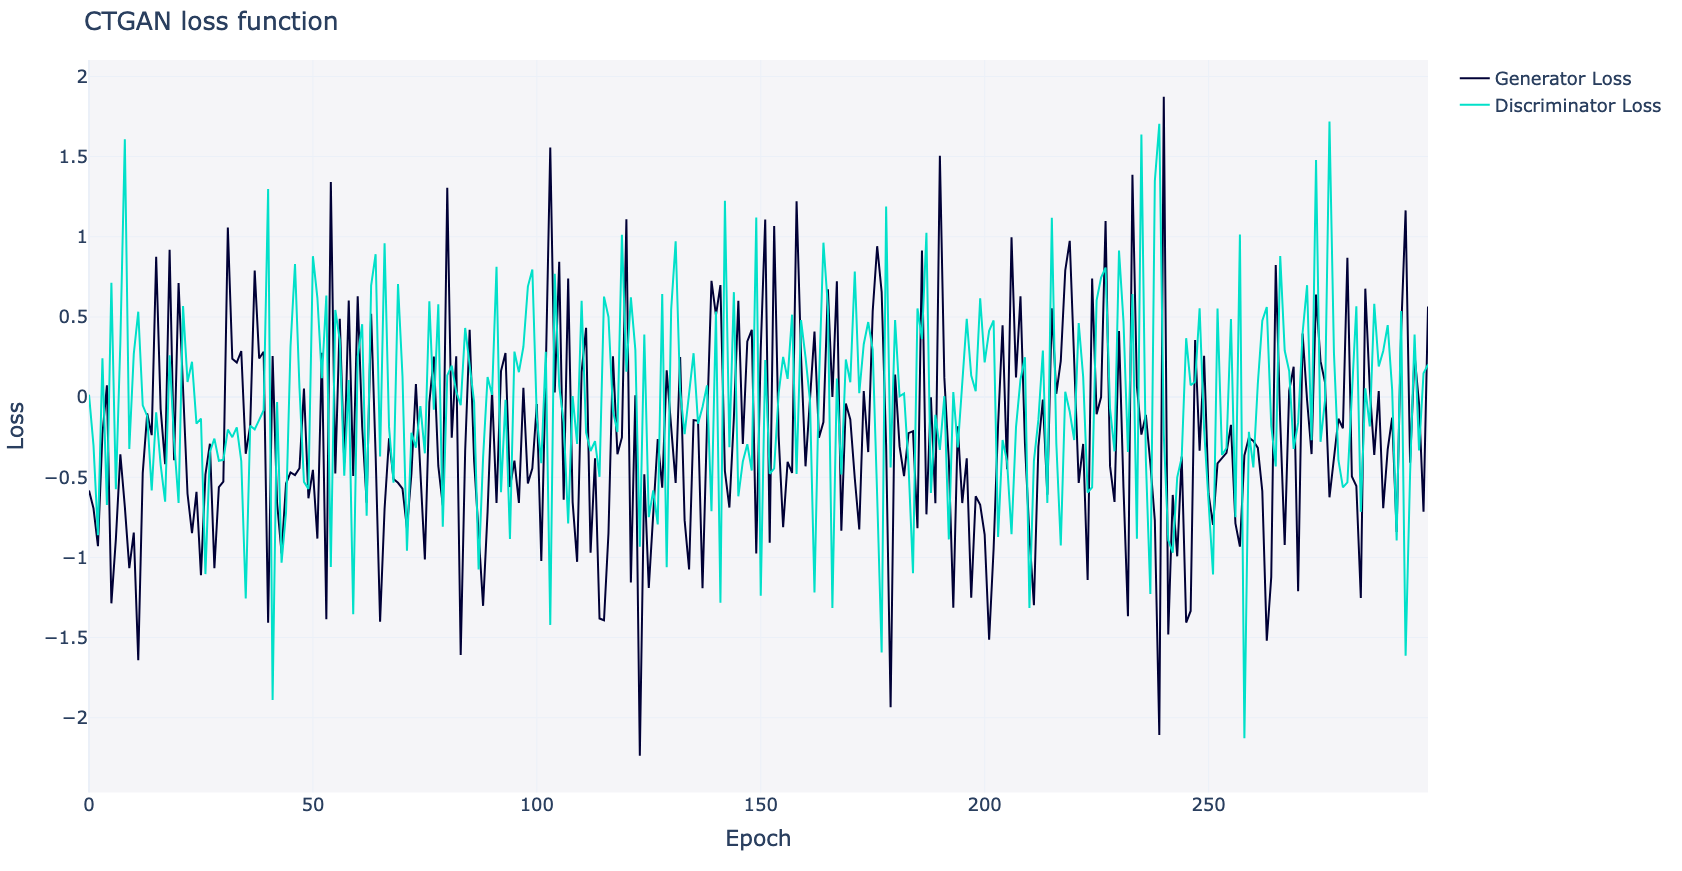 CTGAN loss function
Generator Loss
Discriminator Loss
2
1.5
1
0.5
0
−0.5
−1
−1.5
−2
Loss
0 50 100 150 200 250
Epoch